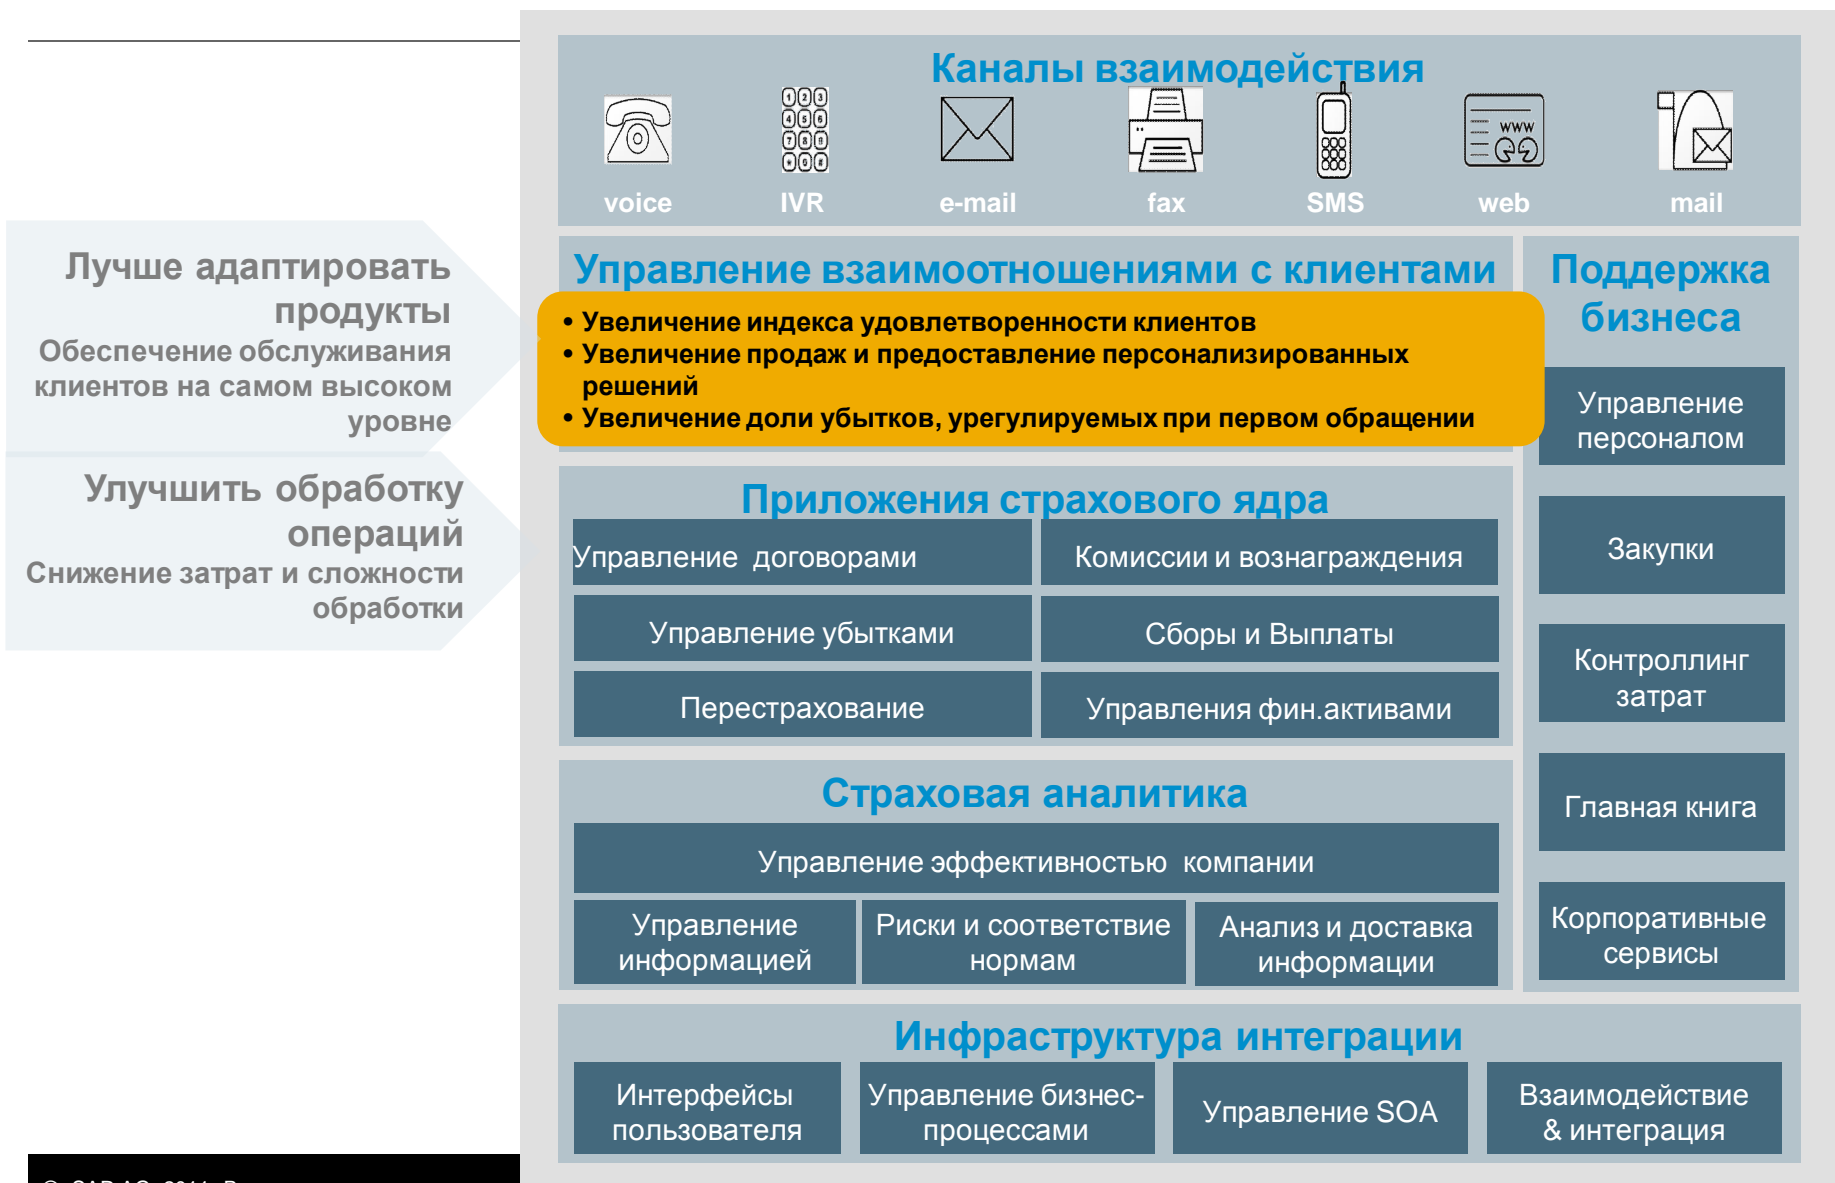 Каналы взаимодействия
voice
IVR
e-mail
fax
SMS
web
mail
www
Лучше адаптировать
продукты
Обеспечение обслуживания
клиентов на самом высоком
уровне
Улучшить обработку
операций
Снижение затрат и сложности
обработки
Управление взаимоотношениями с клиентами
• Увеличение индекса удовлетворенности клиентов
• Увеличение продаж и предоставление персонализированных
решений
• Увеличение доли убытков, урегулируемых при первом обращении
Приложения страхового ядра
Управление договорами
Комиссии и вознаграждения
Управление убытками
Сборы и Выплаты
Перестрахование
Управления фин.активами
Страховая аналитика
Управление эффективностью компании
Управление
информацией
Риски и соответствие
нормам
Анализ и доставка
информации
Поддержка
бизнеса
Управление
персоналом
Закупки
Контроллинг
затрат
Главная книга
Корпоративные
сервисы
Инфраструктура интеграции
Интерфейсы
пользователя
Управление бизнес-
процессами
Управление SOA
Взаимодействие
& интеграция